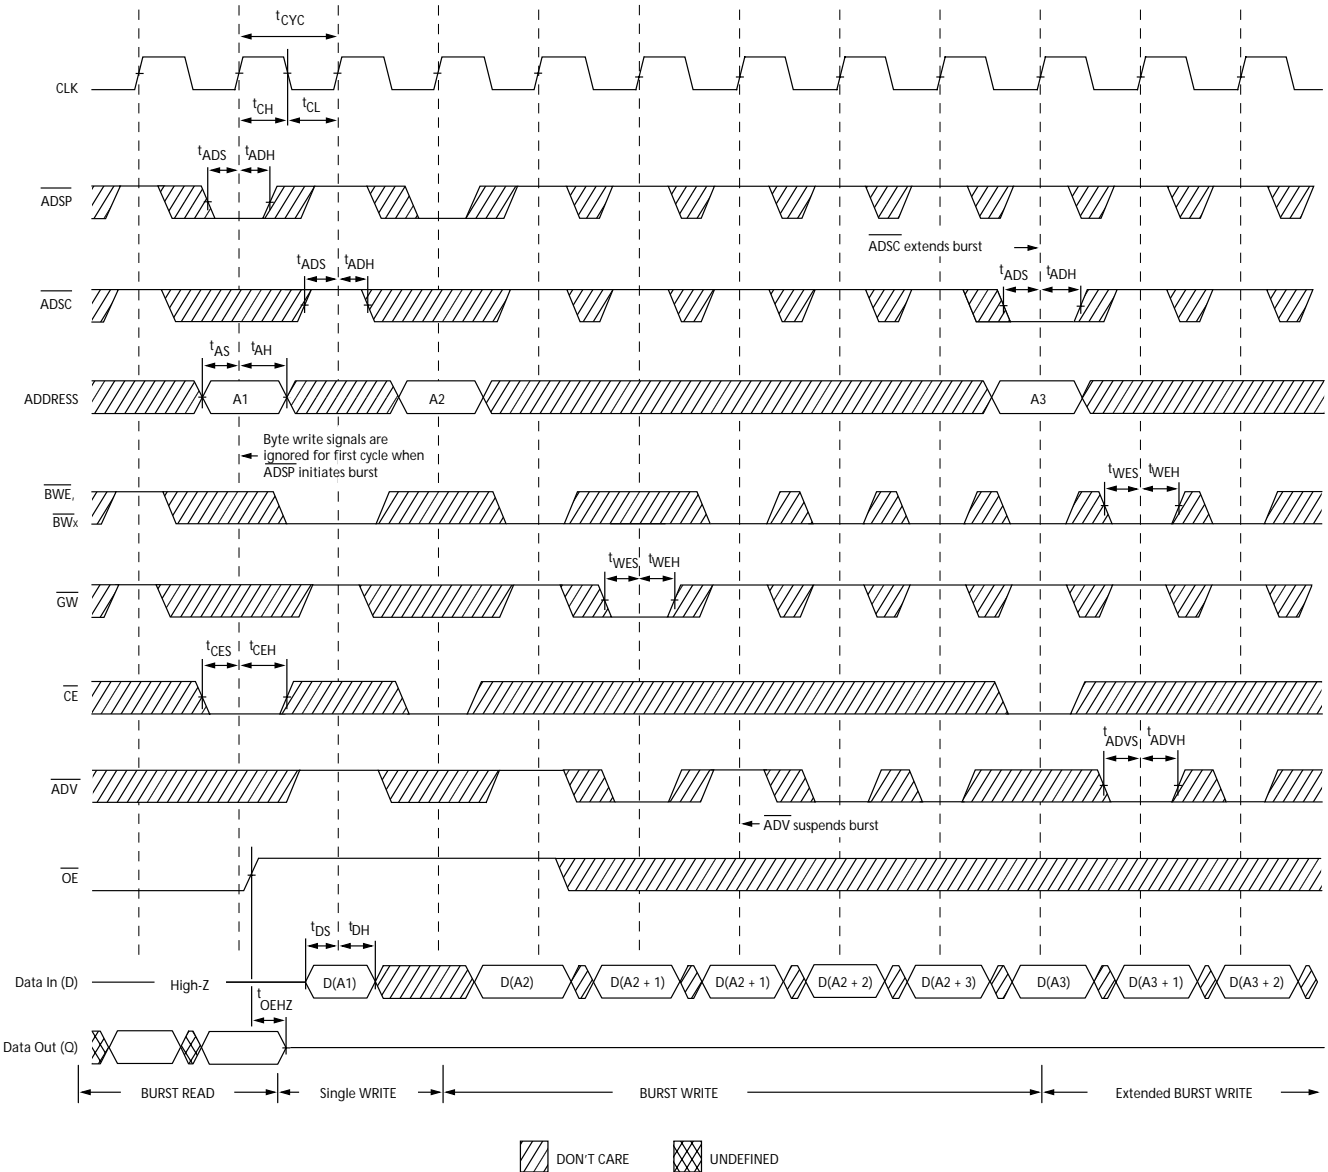 tCYC
CLK
tCH tCL
tADS tADH
ADSP
ADSC extends burst
tADS tADH tADS tADH
ADSC
tAS tAH
ADDRESS A1 A2 A3
Byte write signals are
ignored for first cycle when
ADSP initiates burst
BWE,
BWx
tWES tWEH
tWES tWEH
GW
tCES tCEH
CE
tADVS tADVH
ADV
ADV suspends burst
OE
tDS tDH
Data In (D) High-Z D(A1) D(A2) D(A2 + 1) D(A2 + 1) D(A2 + 2) D(A2 + 3) D(A3) D(A3 + 1) D(A3 + 2)
tOEHZ
Data Out (Q)
BURST READ Single WRITE BURST WRITE Extended BURST WRITE
DON'T CARE UNDEFINED